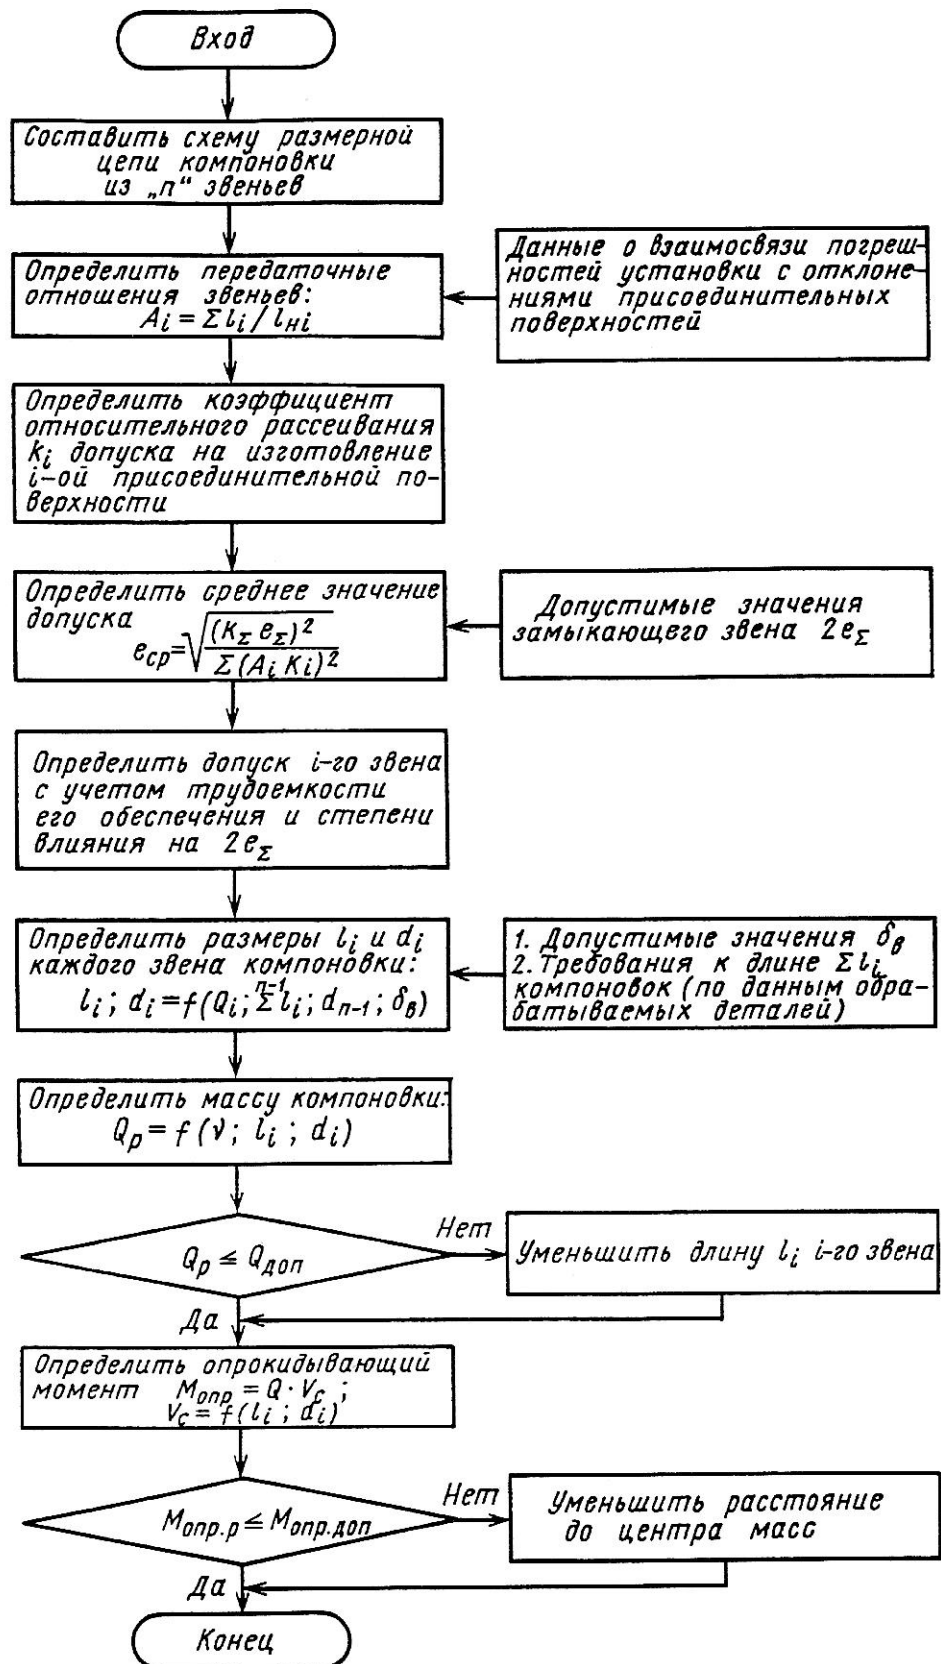 Вход
Составить схему размерной
цепи компоновки
из „п“ звеньев
Определить передаточные
отношения звеньев:
A_i = Σl_i / l_нi
Данные о взаимосвязи погреш-
ностей установки с отклоне-
ниями присоединительных
поверхностей
Определить коэффициент
относительного рассеивания
k_i допуска на изготовление
i-ой присоединительной по-
верхности
Определить среднее значение
допуска
e_ср = √((K_Σ e_Σ)² / Σ(A_i K_i)²)
Допустимые значения
замыкающего звена 2e_Σ
Определить допуск i-го звена
с учетом трудоемкости
его обеспечения и степени
влияния на 2e_Σ
Определить размеры l_i и d_i
каждого звена компоновки:
l_i; d_i = f(Q_i; Σ^{n-1} l_i; d_{n-1}; δ_в)
1. Допустимые значения δ_в
2. Требования к длине Σl_i
компоновок (по данным обра-
батываемых деталей)
Определить массу компоновки:
Q_p = f(ν; l_i; d_i)
Q_p ≤ Q_доп
Нет
Уменьшить длину l_i i-го звена
Да
Определить опрокидывающий
момент M_опр = Q · V_c;
V_c = f(l_i; d_i)
M_опр.р ≤ M_опр.доп
Нет
Уменьшить расстояние
до центра масс
Да
Конец